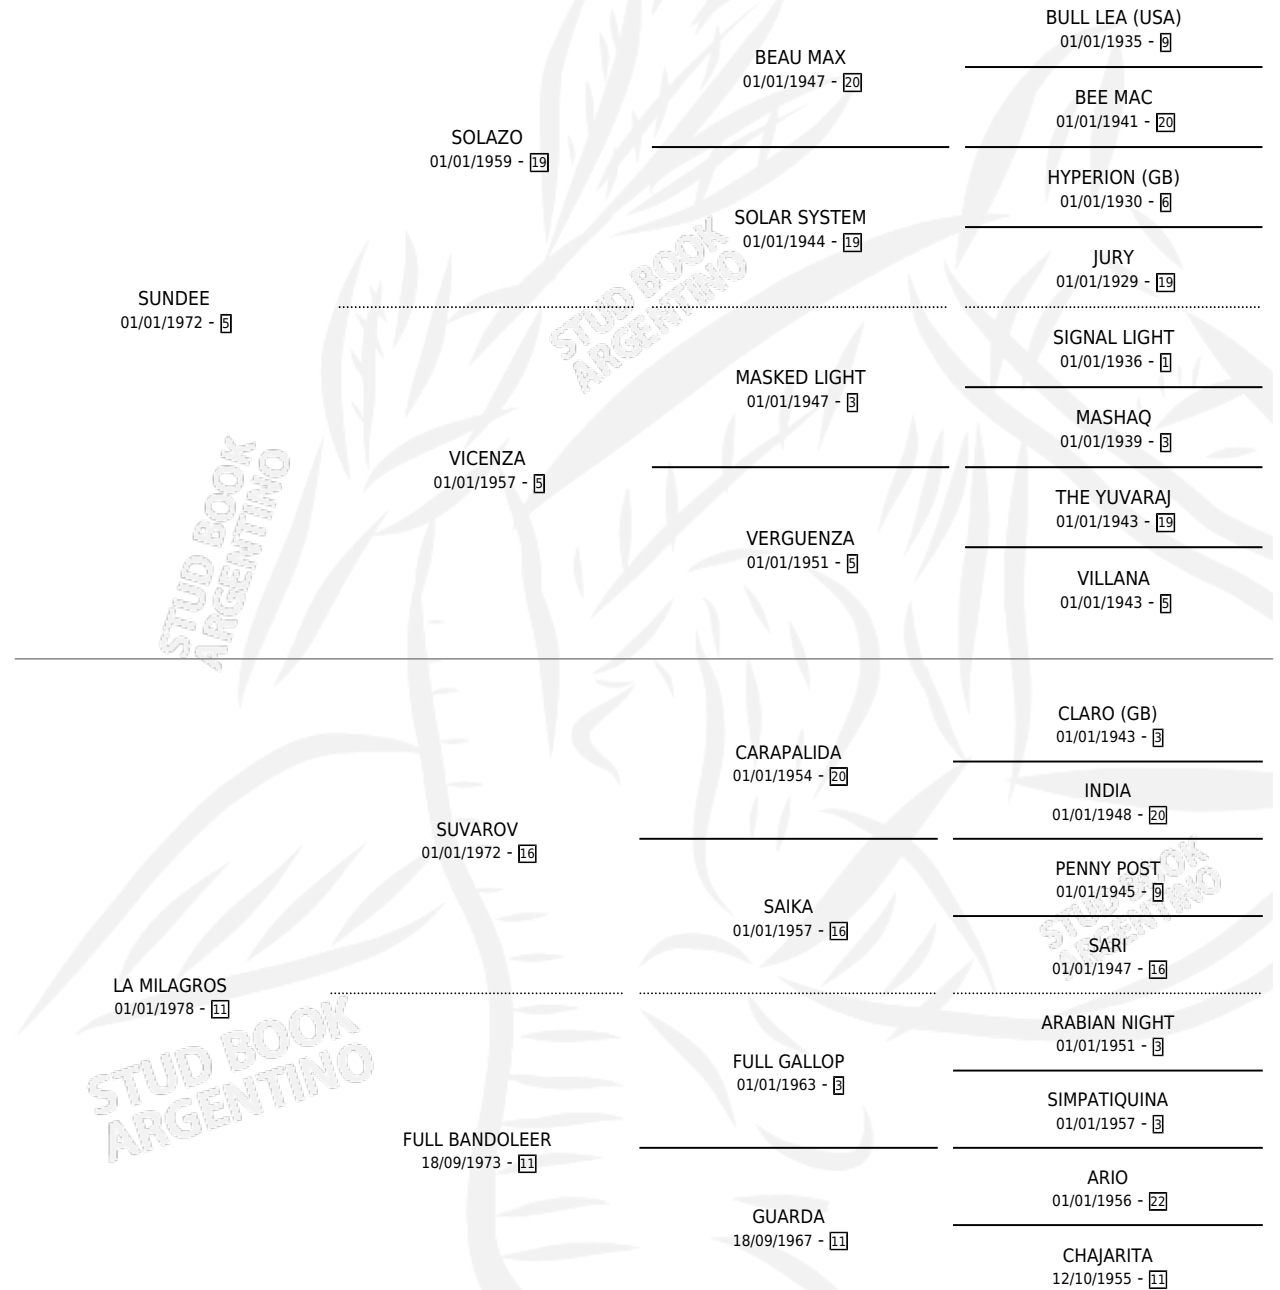 BULL LEA (USA)
01/01/1935 - 9
BEAU MAX
01/01/1947 - 20
BEE MAC
01/01/1941 - 20
SOLAZO
01/01/1959 - 19
HYPERION (GB)
01/01/1930 - 6
SOLAR SYSTEM
01/01/1944 - 19
JURY
01/01/1929 - 19
SUNDEE
01/01/1972 - 5
SIGNAL LIGHT
01/01/1936 - 1
MASKED LIGHT
01/01/1947 - 3
MASHAQ
01/01/1939 - 3
VICENZA
01/01/1957 - 5
THE YUVARAJ
01/01/1943 - 19
VERGUENZA
01/01/1951 - 5
VILLANA
01/01/1943 - 5
STUD BOOK
ARGENTINO
STUD BOOK
ARGENTINO
CLARO (GB)
01/01/1943 - 3
CARAPALIDA
01/01/1954 - 20
INDIA
01/01/1948 - 20
SUVAROV
01/01/1972 - 16
PENNY POST
01/01/1945 - 9
SAIKA
01/01/1957 - 16
SARI
01/01/1947 - 16
STUD BOOK
ARGENTINO
LA MILAGROS
01/01/1978 - 11
STUD BOOK
ARGENTINO
ARABIAN NIGHT
01/01/1951 - 3
FULL GALLOP
01/01/1963 - 3
SIMPATIQUINA
01/01/1957 - 3
FULL BANDOLEER
18/09/1973 - 11
ARIO
01/01/1956 - 22
GUARDA
18/09/1967 - 11
CHAJARITA
12/10/1955 - 11